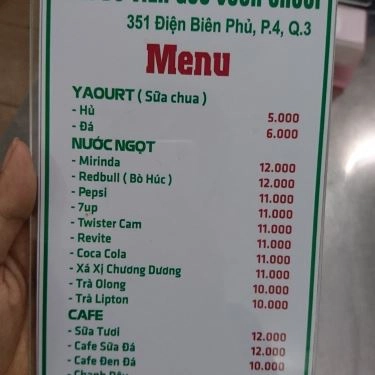 351 Điện Biên Phủ, P.4, Q.3
Menu
YAOURT ( Sữa chua )
- Hủ 5.000
- Đá 6.000
NƯỚC NGỌT
- Mirinda 12.000
- Redbull ( Bò Húc ) 12.000
- Pepsi 11.000
- 7up 11.000
- Twister Cam 11.000
- Revite 11.000
- Coca Cola 11.000
- Xá Xị Chương Dương 11.000
- Trà Olong 10.000
- Trà Lipton 10.000
CAFE
- Sữa Tươi 12.000
- Cafe Sữa Đá 12.000
- Cafe Đen Đá 10.000